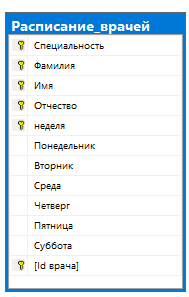 Расписание_врачей
Специальность
Фамилия
Имя
Отчество
неделя
Понедельник
Вторник
Среда
Четверг
Пятница
Суббота
[Id врача]